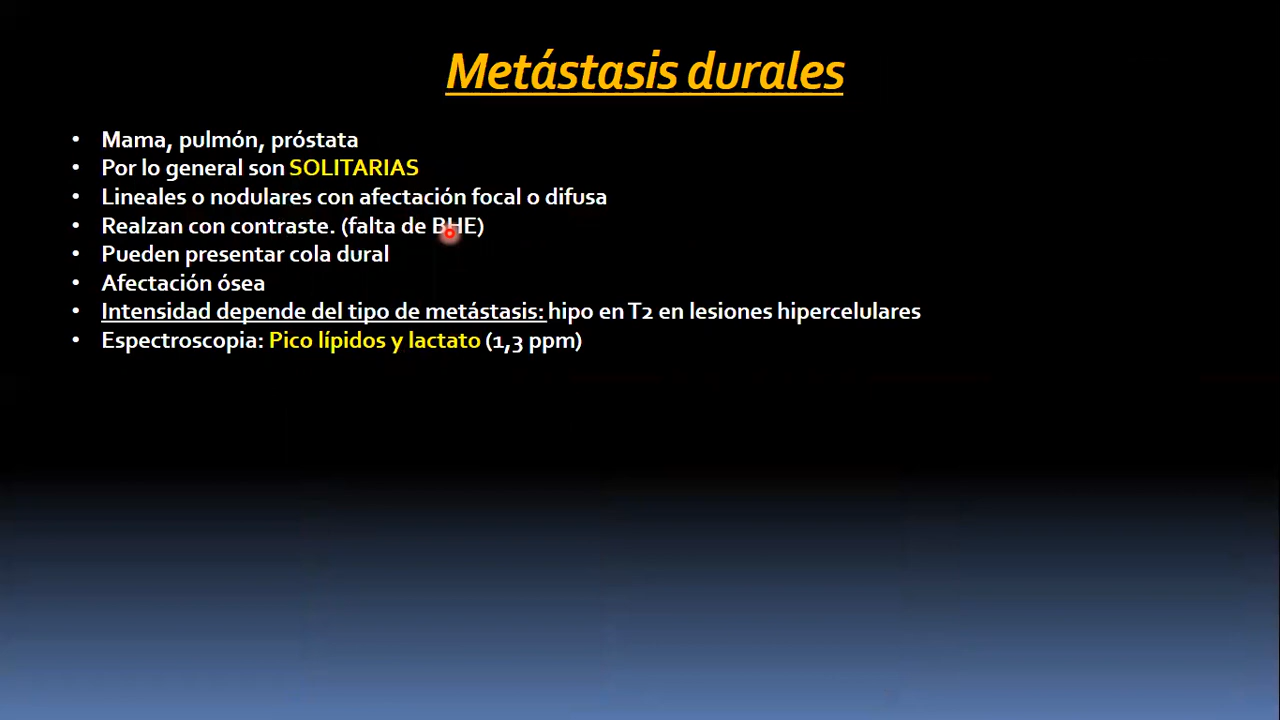 Metástasis durales
• Mama, pulmón, próstata
• Por lo general son SOLITARIAS
• Lineales o nodulares con afectación focal o difusa
• Realzan con contraste. (falta de BHE)
• Pueden presentar cola dural
• Afectación ósea
• Intensidad depende del tipo de metástasis: hipo en T2 en lesiones hipercelulares
• Espectroscopia: Pico lípidos y lactato (1,3 ppm)